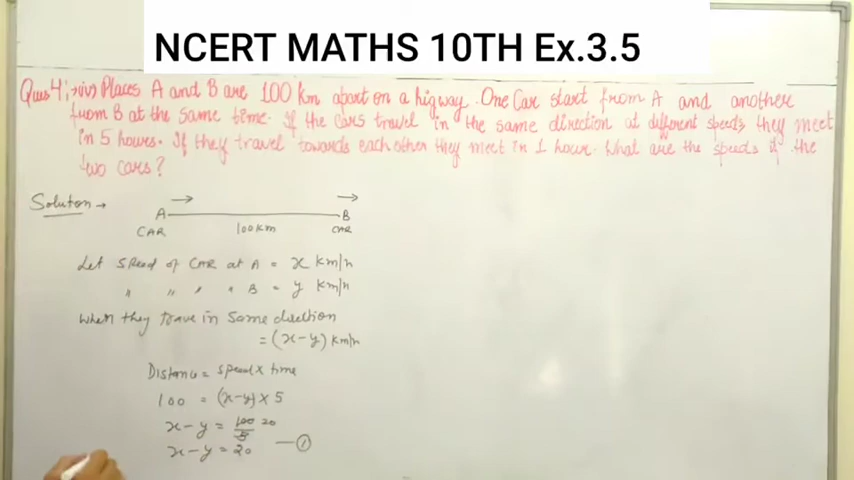 NCERT MATHS 10TH Ex.3.5
Ques 4:→iv) Places A and B are 100 km apart on a higway. One Car start from A and another
from B at the same time. If the cars travel in the same direction at different speeds they meet
in 5 hours. If they travel towards each other they meet in 1 hour. What are the speeds of the
two cars?
Solution →
→ →
A B
CAR 100km CAR
Let speed of CAR at A = x km/h
" " " " B = y km/h
When they trave in same direction
= (x-y) km/h
Distance = speed x time
100 = (x-y) x 5
x-y = 100/5 20
x-y = 20 — ①